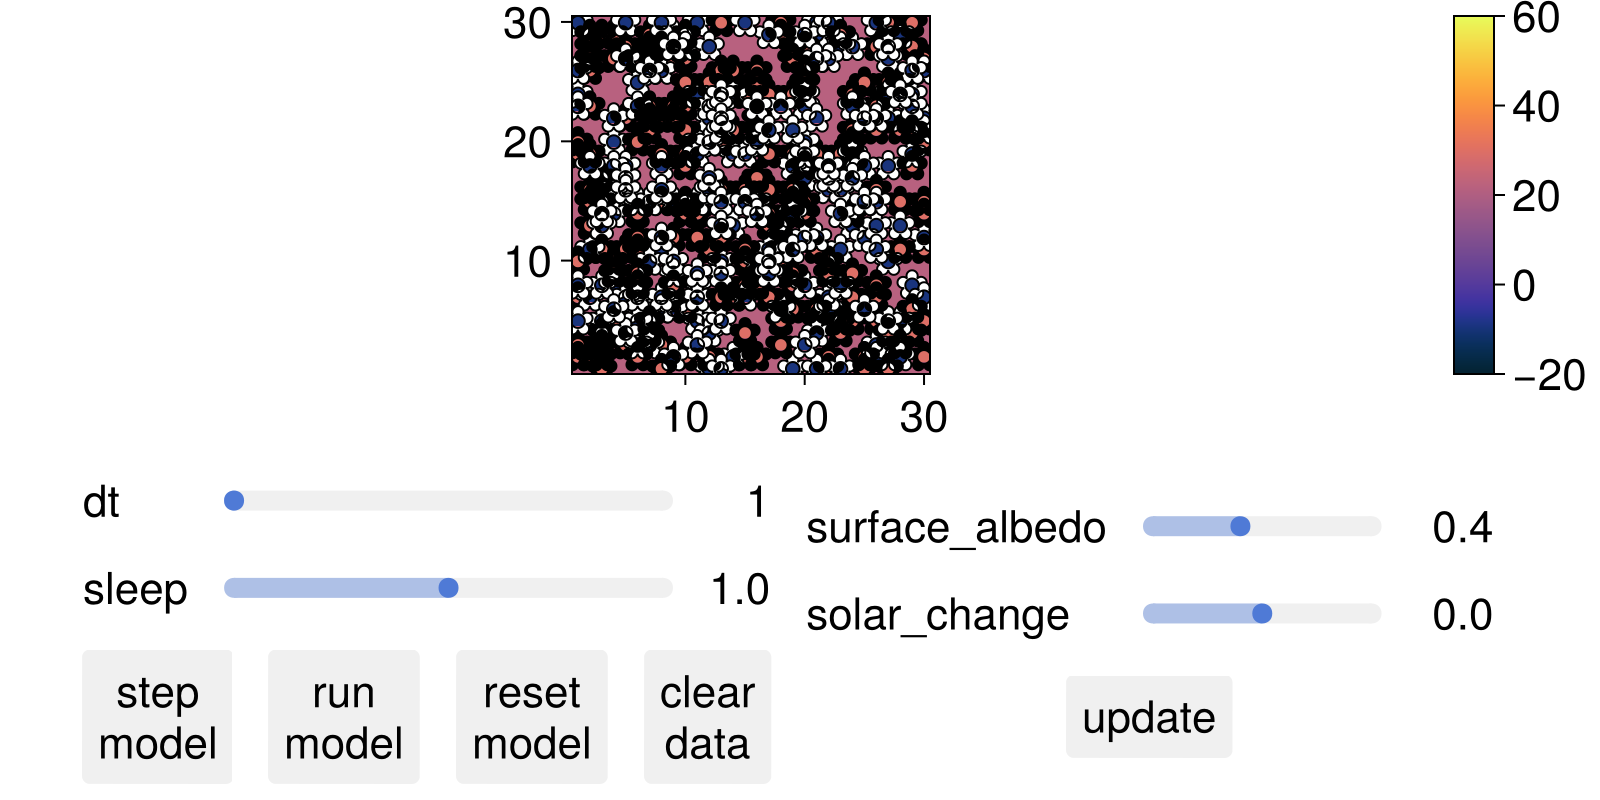 30
20
10
10 20 30
60
40
20
0
−20
dt 1
sleep 1.0
surface_albedo 0.4
solar_change 0.0
step
model
run
model
reset
model
clear
data
update